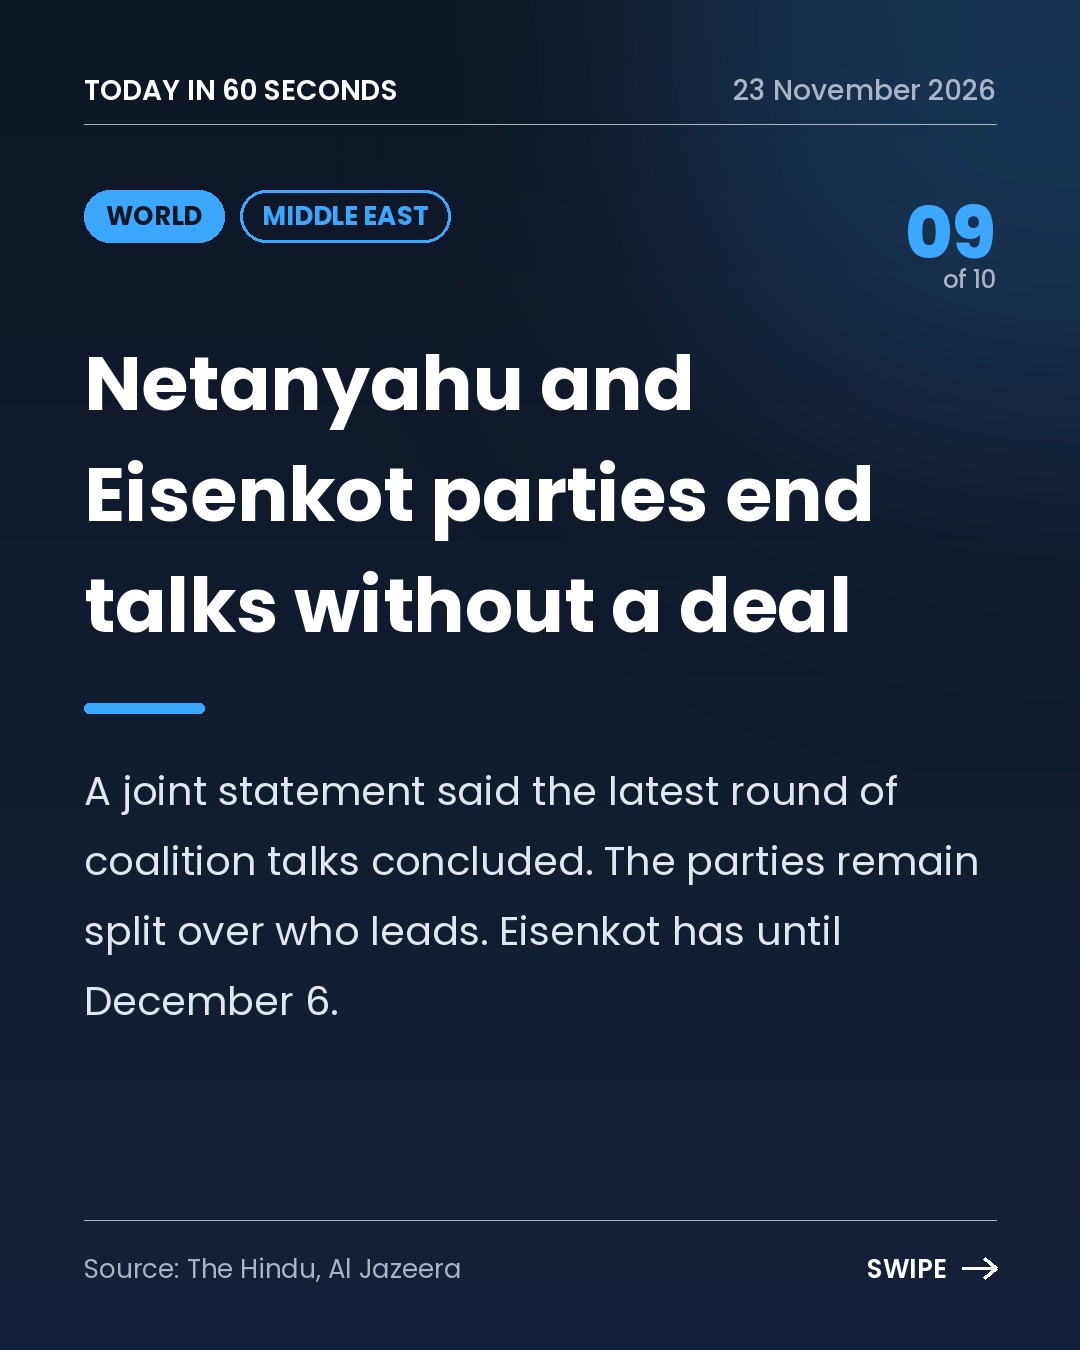 TODAY IN 60 SECONDS
23 November 2026
WORLD
MIDDLE EAST
09
of 10
Netanyahu and
Eisenkot parties end
talks without a deal
A joint statement said the latest round of
coalition talks concluded. The parties remain
split over who leads. Eisenkot has until
December 6.
Source: The Hindu, Al Jazeera
SWIPE